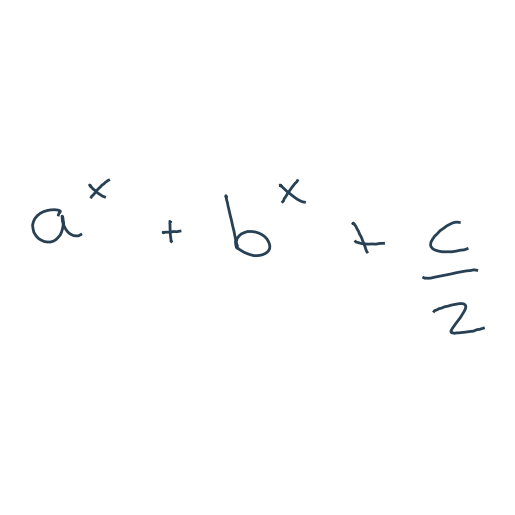 a^x + b^x + c/2